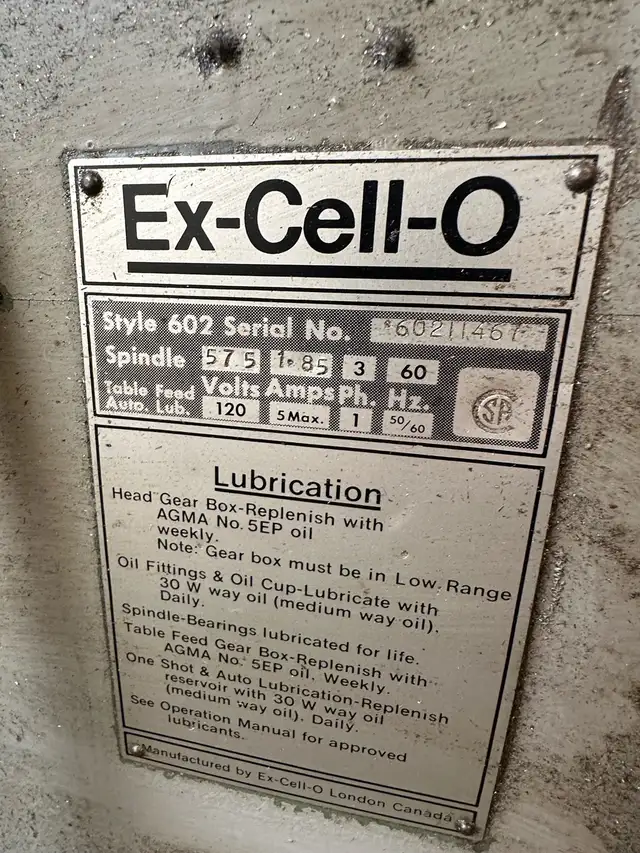 Ex-Cell-O
Style 602 Serial No.
Spindle 575 1.85 3 60
Table Feed Volts Amps Ph. Hz.
Auto. Lub. 120 5 Max. 1 50/60
Lubrication
Head Gear Box-Replenish with
AGMA No. 5EP oil
weekly.
Note: Gear box must be in Low Range
Oil Fittings & Oil Cup-Lubricate with
30 W way oil (medium way oil).
Daily.
Spindle-Bearings lubricated for life.
Table Feed Gear Box-Replenish with
AGMA No. 5EP oil. Weekly.
One Shot & Auto Lubrication-Replenish
reservoir with 30 W way oil
(medium way oil). Daily.
See Operation Manual for approved
lubricants.
Manufactured by Ex-Cell-O London Canada